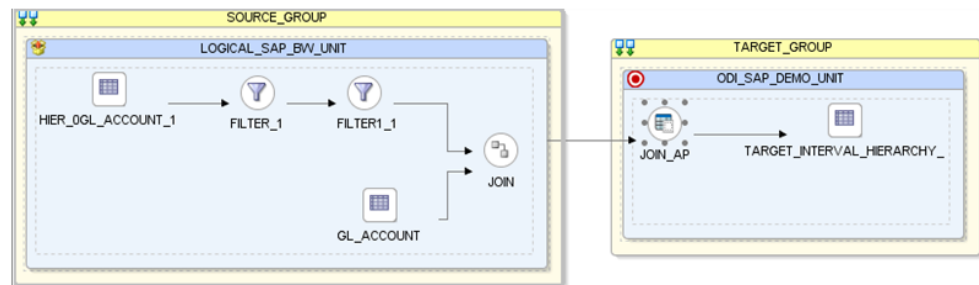 SOURCE_GROUP
LOGICAL_SAP_BW_UNIT
HIER_0GL_ACCOUNT_1
FILTER_1
FILTER1_1
JOIN
GL_ACCOUNT
TARGET_GROUP
ODI_SAP_DEMO_UNIT
JOIN_AP
TARGET_INTERVAL_HIERARCHY_